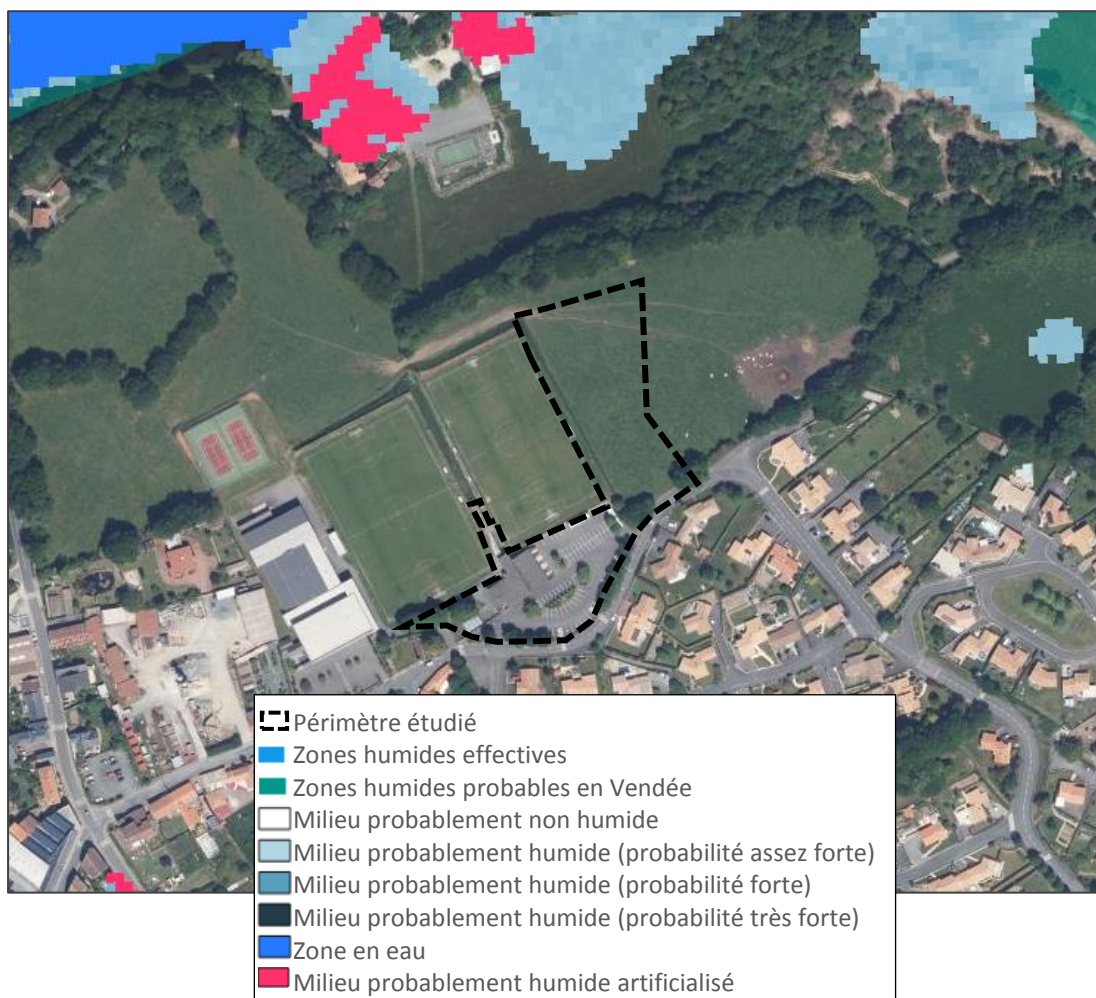 Périmètre étudié
Zones humides effectives
Zones humides probables en Vendée
Milieu probablement non humide
Milieu probablement humide (probabilité assez forte)
Milieu probablement humide (probabilité forte)
Milieu probablement humide (probabilité très forte)
Zone en eau
Milieu probablement humide artificialisé